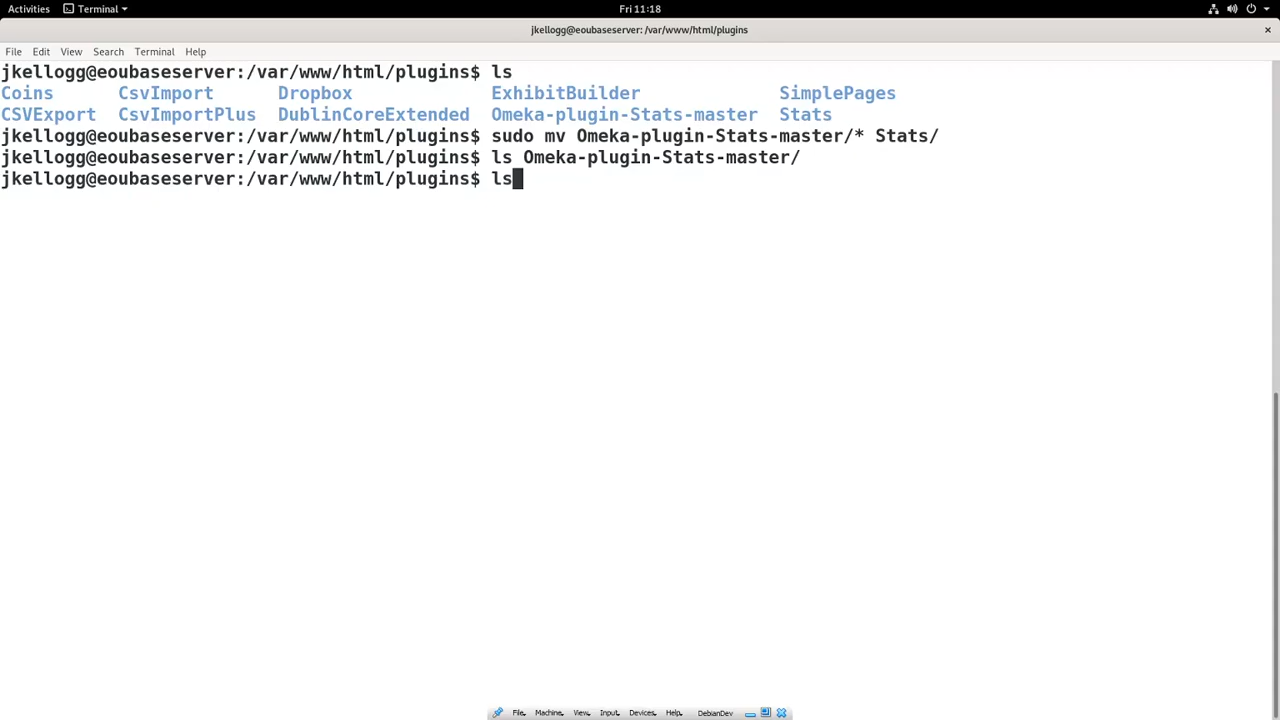 Activities Terminal Fri 11:18
jkellogg@eoubaseserver: /var/www/html/plugins
File Edit View Search Terminal Help
jkellogg@eoubaseserver:/var/www/html/plugins$ ls
Coins CsvImport Dropbox ExhibitBuilder SimplePages
CSVExport CsvImportPlus DublinCoreExtended Omeka-plugin-Stats-master Stats
jkellogg@eoubaseserver:/var/www/html/plugins$ sudo mv Omeka-plugin-Stats-master/* Stats/
jkellogg@eoubaseserver:/var/www/html/plugins$ ls Omeka-plugin-Stats-master/
jkellogg@eoubaseserver:/var/www/html/plugins$ ls
File Machine View Input Devices Help DebianDev